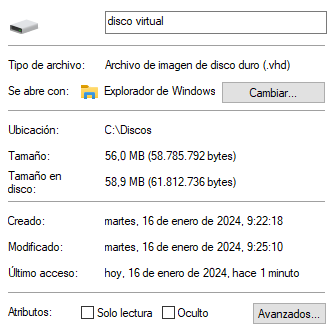 disco virtual
Tipo de archivo: Archivo de imagen de disco duro (.vhd)
Se abre con: Explorador de Windows Cambiar...
Ubicación: C:\Discos
Tamaño: 56,0 MB (58.785.792 bytes)
Tamaño en disco: 58,9 MB (61.812.736 bytes)
Creado: martes, 16 de enero de 2024, 9:22:18
Modificado: martes, 16 de enero de 2024, 9:25:10
Último acceso: hoy, 16 de enero de 2024, hace 1 minuto
Atributos: Solo lectura Oculto Avanzados...